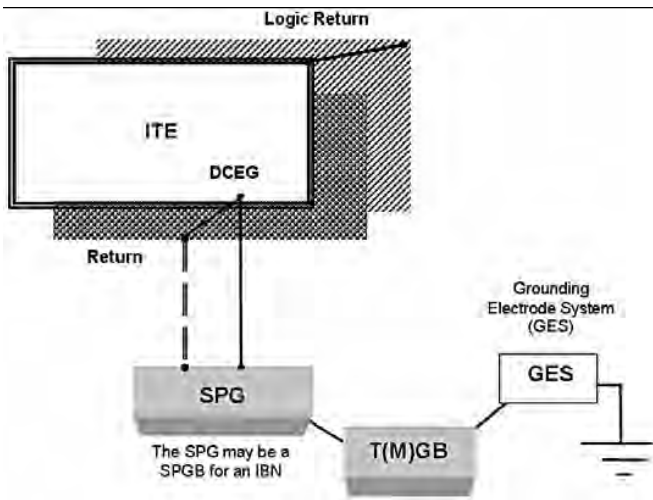 Logic Return
ITE
DCEG
Return
Grounding
Electrode System
(GES)
GES
SPG
The SPG may be a
SPGB for an IBN
T(M)GB